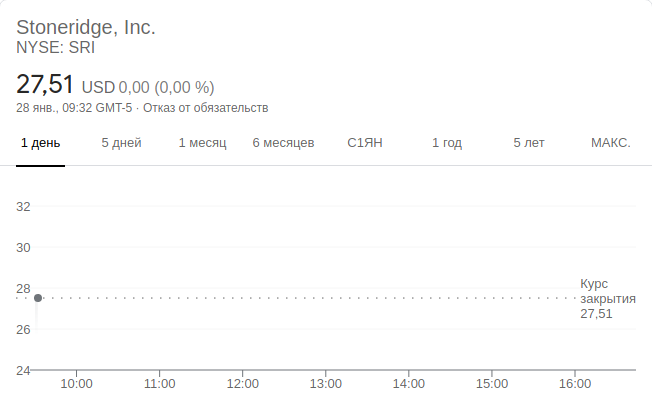 Stoneridge, Inc.
NYSE: SRI
27,51 USD 0,00 (0,00 %)
28 янв., 09:32 GMT-5 · Отказ от обязательств
1 день 5 дней 1 месяц 6 месяцев С1ЯН 1 год 5 лет МАКС.
32
30
28
Курс
закрытия
27,51
26
24
10:00 11:00 12:00 13:00 14:00 15:00 16:00